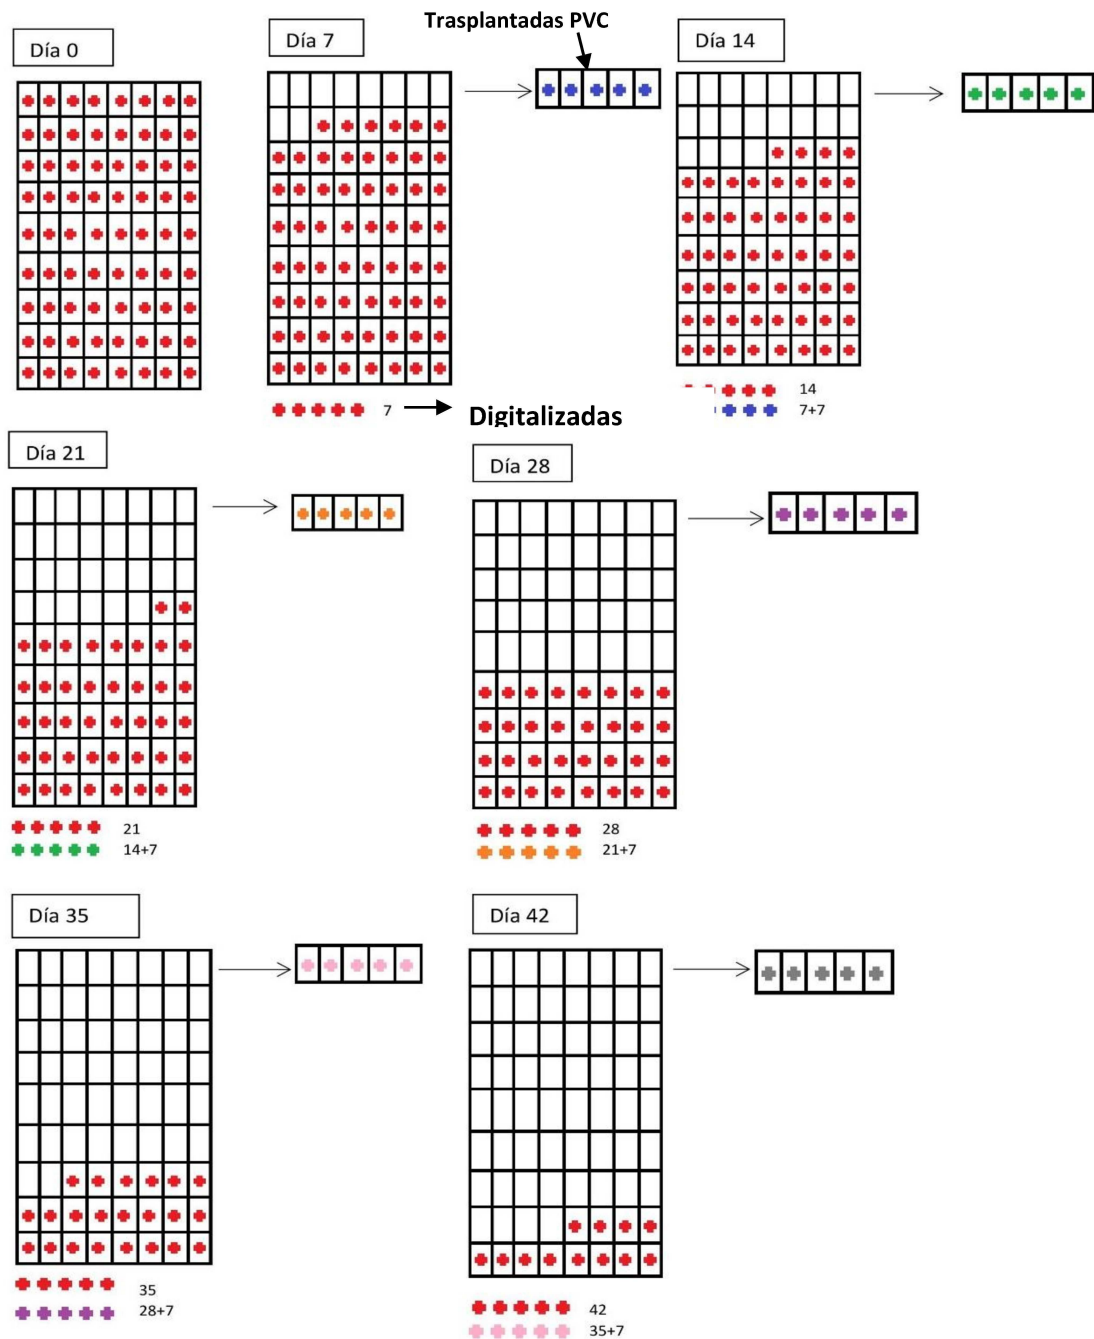 Trasplantadas PVC
Día 0
Día 7
Día 14
7
Digitalizadas
14
7+7
Día 21
Día 28
21
14+7
28
21+7
Día 35
Día 42
35
28+7
42
35+7